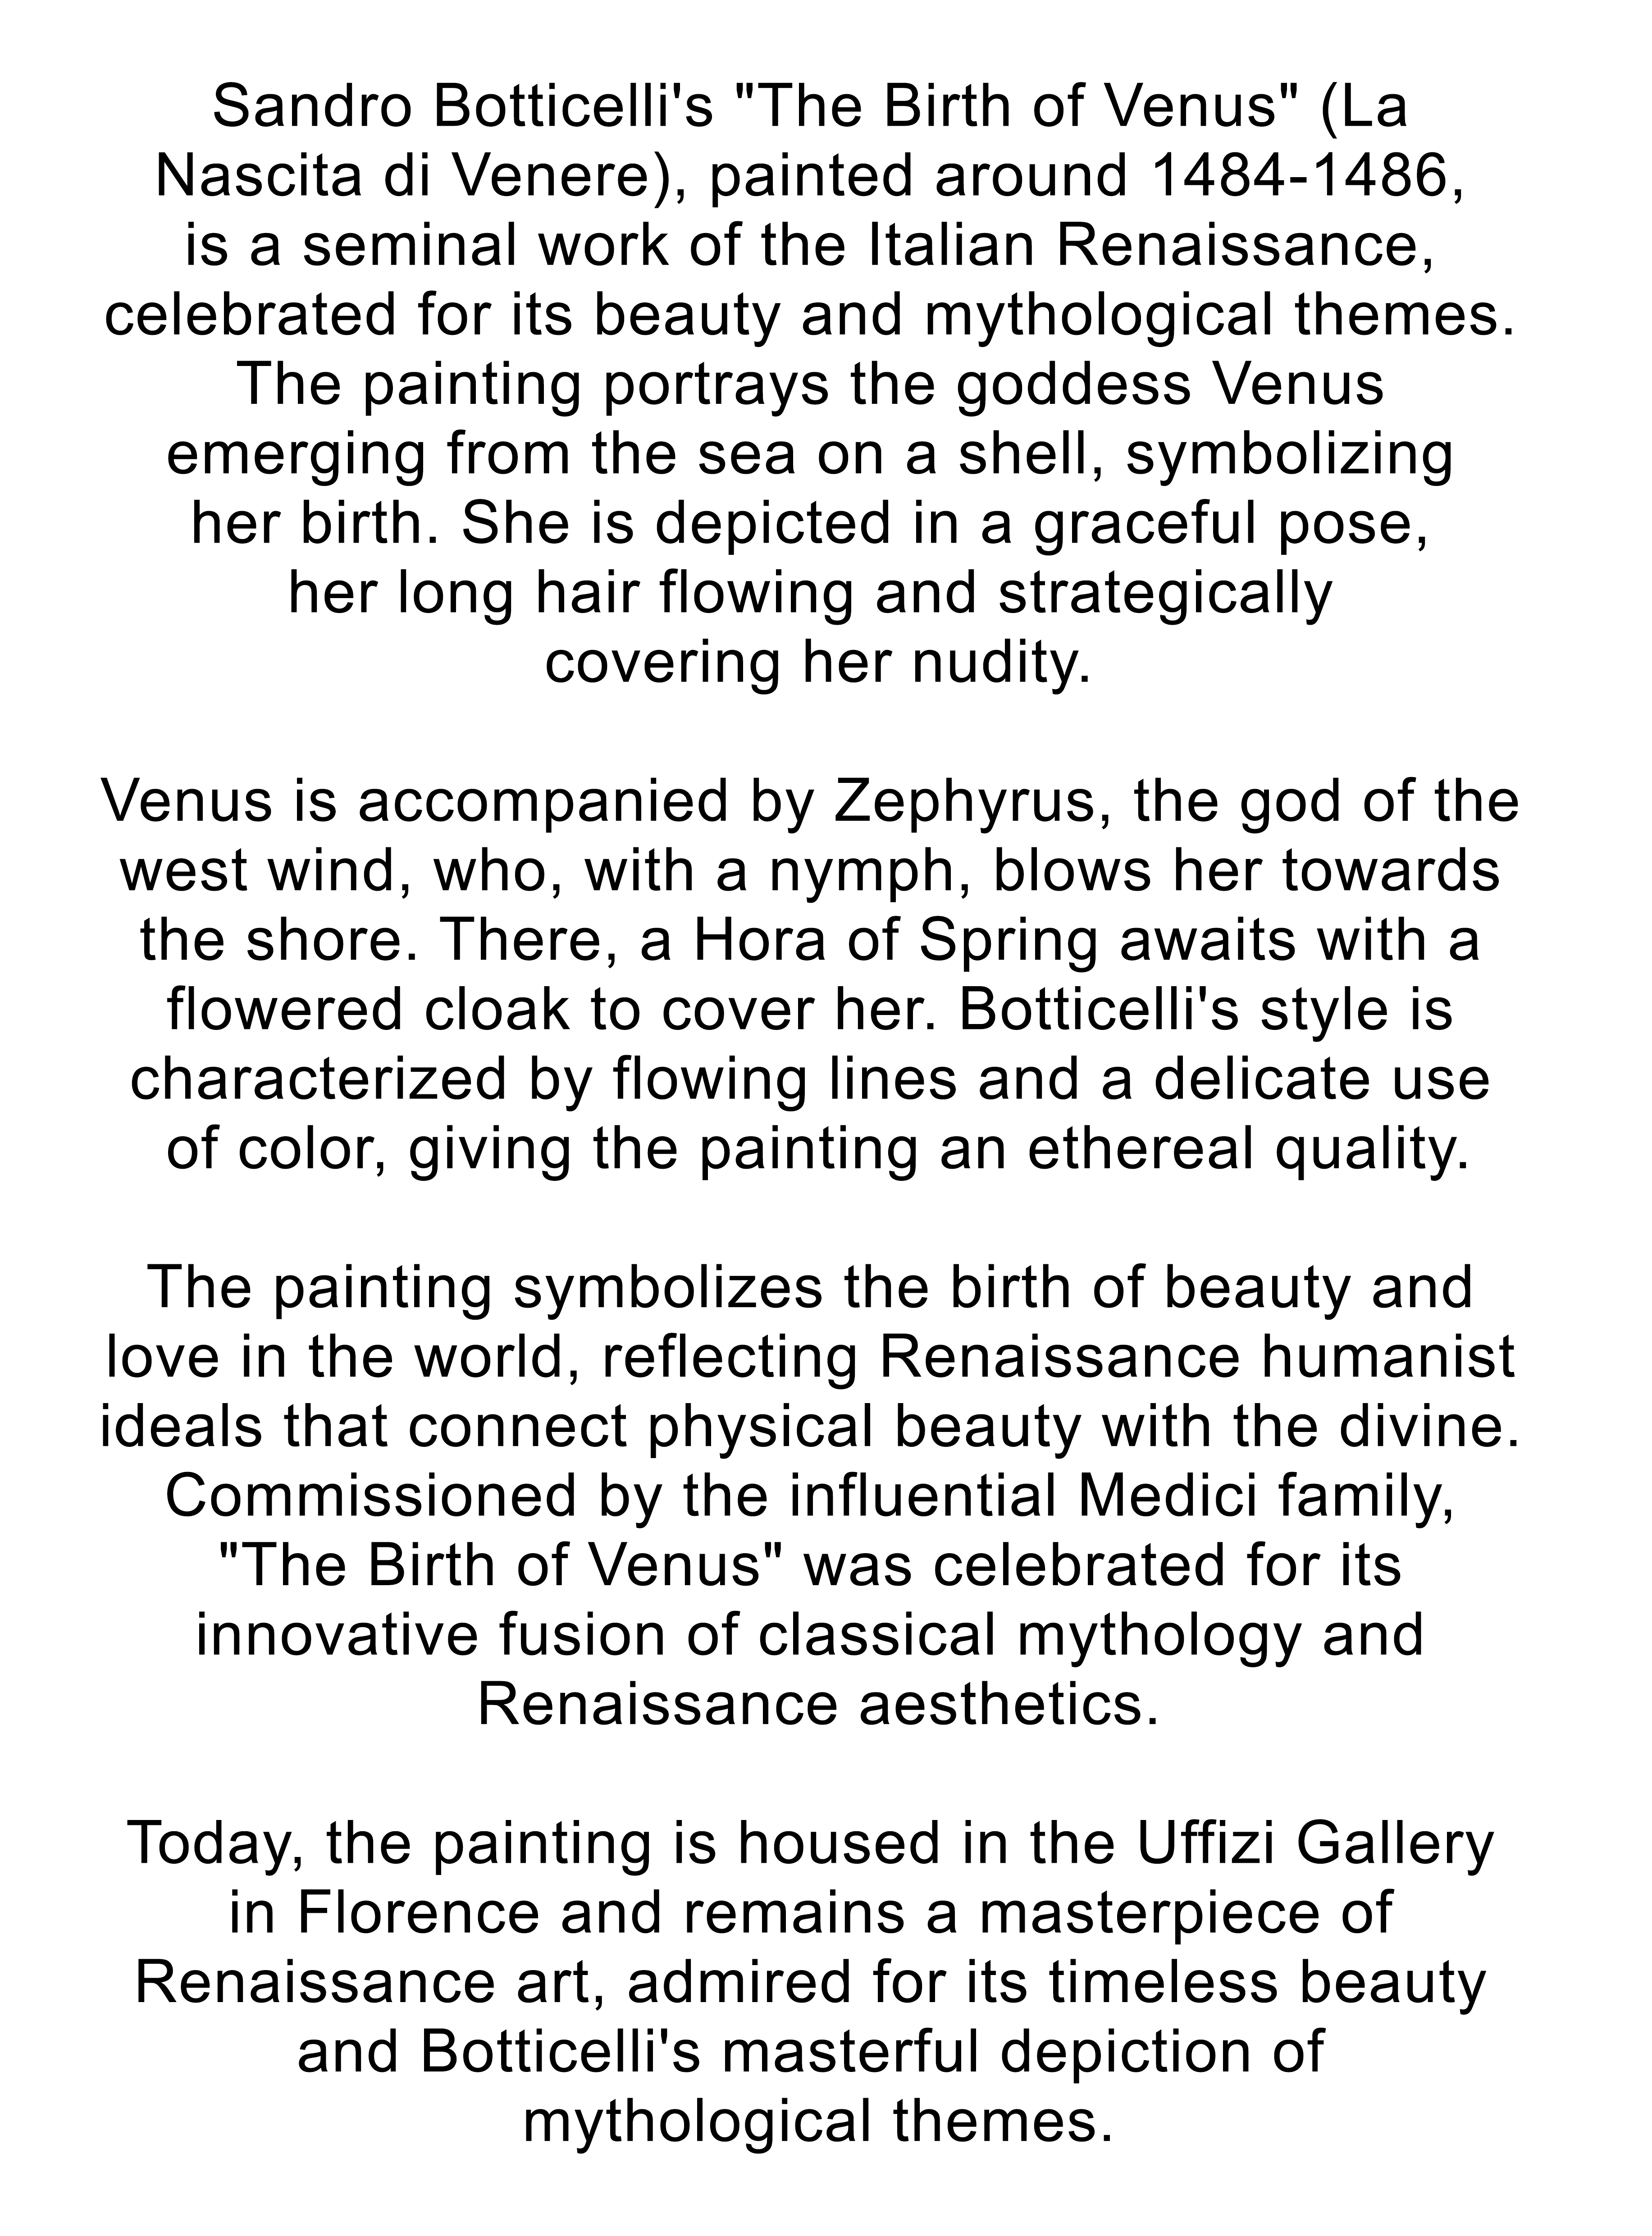 Sandro Botticelli's "The Birth of Venus" (La
Nascita di Venere), painted around 1484-1486,
is a seminal work of the Italian Renaissance,
celebrated for its beauty and mythological themes.
The painting portrays the goddess Venus
emerging from the sea on a shell, symbolizing
her birth. She is depicted in a graceful pose,
her long hair flowing and strategically
covering her nudity.

Venus is accompanied by Zephyrus, the god of the
west wind, who, with a nymph, blows her towards
the shore. There, a Hora of Spring awaits with a
flowered cloak to cover her. Botticelli's style is
characterized by flowing lines and a delicate use
of color, giving the painting an ethereal quality.

The painting symbolizes the birth of beauty and
love in the world, reflecting Renaissance humanist
ideals that connect physical beauty with the divine.
Commissioned by the influential Medici family,
"The Birth of Venus" was celebrated for its
innovative fusion of classical mythology and
Renaissance aesthetics.

Today, the painting is housed in the Uffizi Gallery
in Florence and remains a masterpiece of
Renaissance art, admired for its timeless beauty
and Botticelli's masterful depiction of
mythological themes.